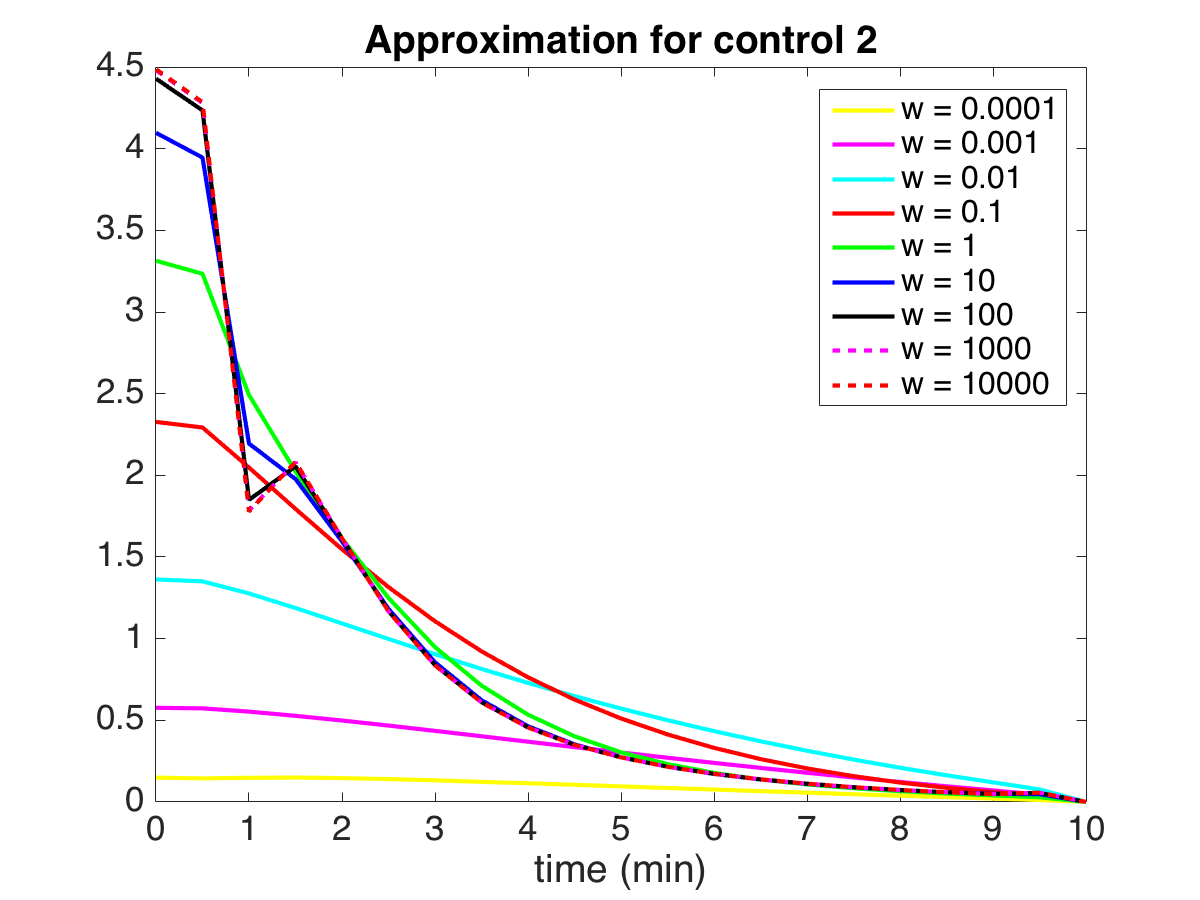 Approximation for control 2
4.5
4
3.5
3
2.5
2
1.5
1
0.5
0
w = 0.0001
w = 0.001
w = 0.01
w = 0.1
w = 1
w = 10
w = 100
w = 1000
w = 10000
0 1 2 3 4 5 6 7 8 9 10
time (min)